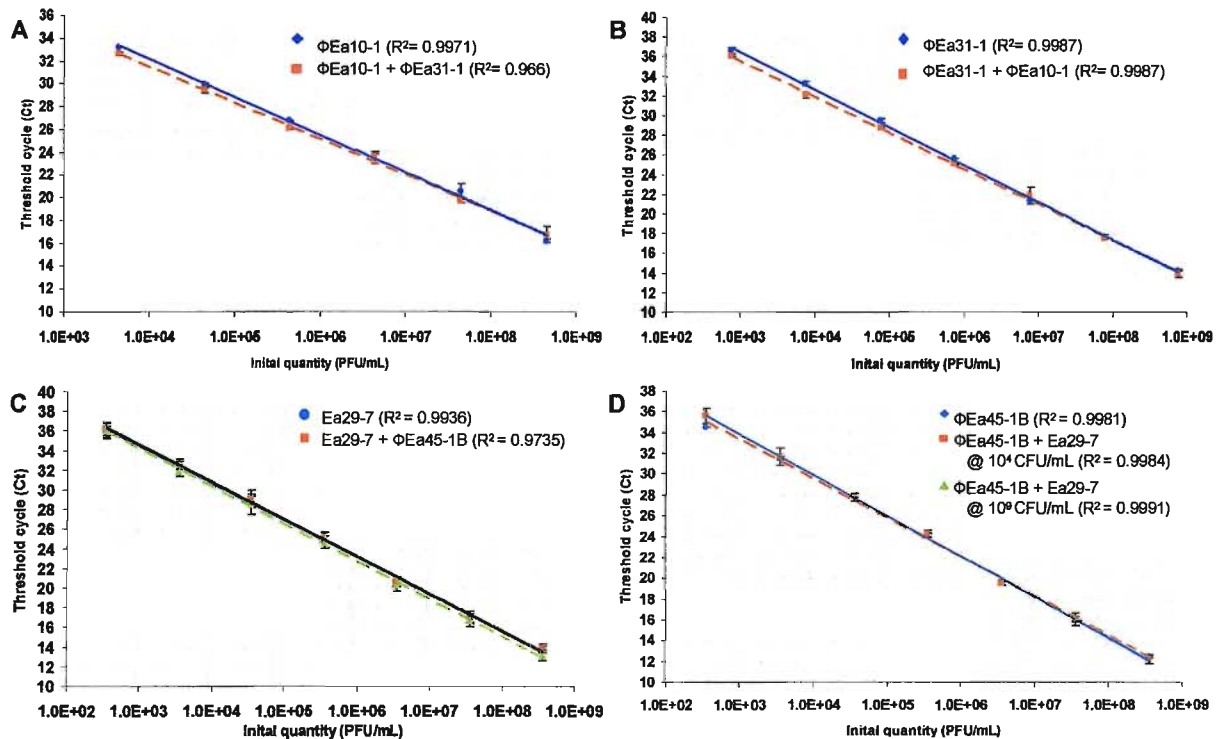 A
36
34
32
30
28
26
24
22
20
18
16
14
12
10
Threshold cycle (Ct)
ΦEa10-1 (R²= 0.9971)
ΦEa10-1 + ΦEa31-1 (R²= 0.966)
1.0E+03 1.0E+04 1.0E+05 1.0E+06 1.0E+07 1.0E+08 1.0E+09
Inital quantity (PFU/mL)
B
40
38
36
34
32
30
28
26
24
22
20
18
16
14
12
10
Threshold cycle (Ct)
ΦEa31-1 (R²= 0.9987)
ΦEa31-1 + ΦEa10-1 (R²= 0.9987)
1.0E+02 1.0E+03 1.0E+04 1.0E+05 1.0E+06 1.0E+07 1.0E+08 1.0E+09
Inital quantity (PFU/mL)
C
40
38
36
34
32
30
28
26
24
22
20
18
16
14
12
10
Threshold cycle (Ct)
Ea29-7 (R² = 0.9936)
Ea29-7 + ΦEa45-1B (R² = 0.9735)
1.0E+02 1.0E+03 1.0E+04 1.0E+05 1.0E+06 1.0E+07 1.0E+08 1.0E+09
Inital quantity (PFU/mL)
D
38
36
34
32
30
28
26
24
22
20
18
16
14
12
10
Threshold cycle (Ct)
ΦEa45-1B (R² = 0.9981)
ΦEa45-1B + Ea29-7
@ 10⁴ CFU/mL (R² = 0.9984)
ΦEa45-1B + Ea29-7
@ 10⁹ CFU/mL (R² = 0.9991)
1.0E+02 1.0E+03 1.0E+04 1.0E+05 1.0E+06 1.0E+07 1.0E+08 1.0E+09
Inital quantity (PFU/mL)